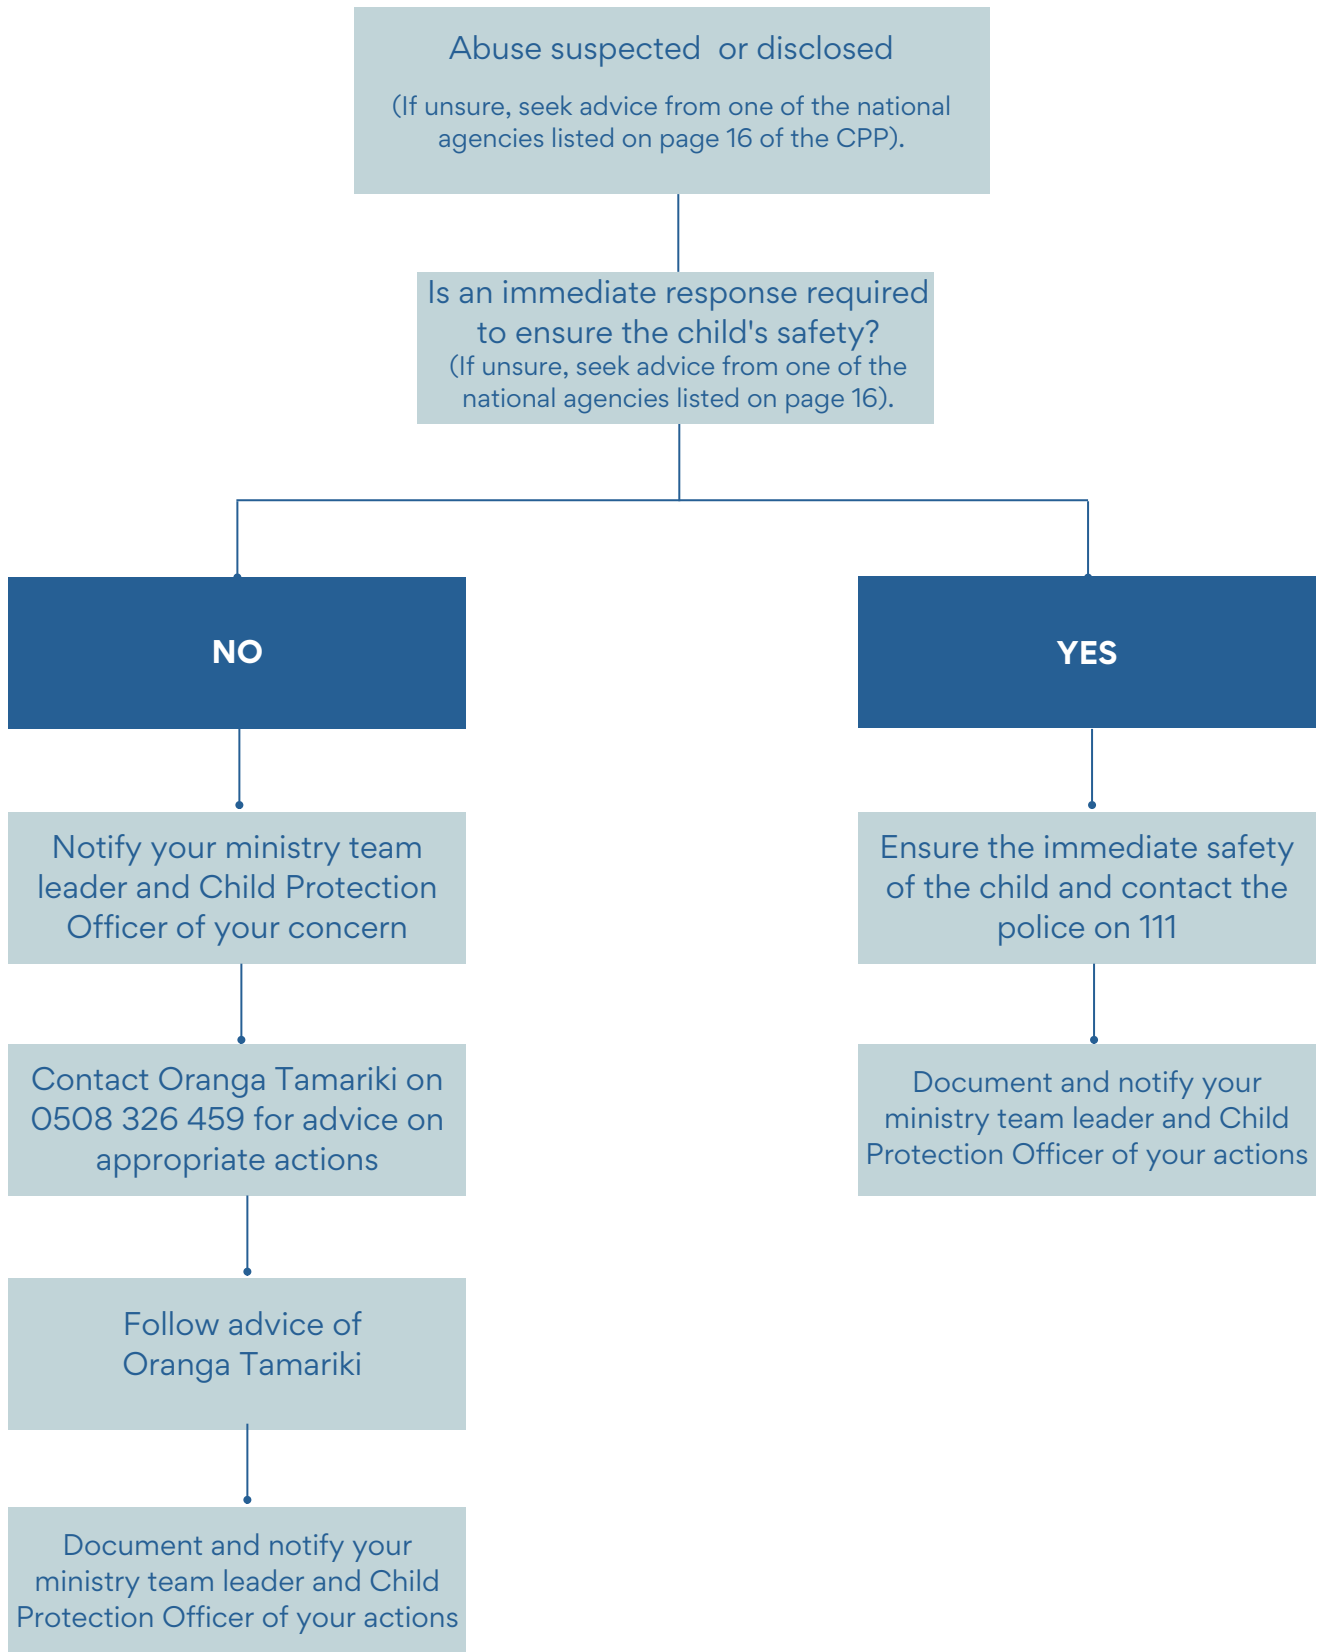 Abuse suspected or disclosed
(If unsure, seek advice from one of the national
agencies listed on page 16 of the CPP).
Is an immediate response required
to ensure the child's safety?
(If unsure, seek advice from one of the
national agencies listed on page 16).
NO
Notify your ministry team
leader and Child Protection
Officer of your concern
Contact Oranga Tamariki on
0508 326 459 for advice on
appropriate actions
Follow advice of
Oranga Tamariki
Document and notify your
ministry team leader and Child
Protection Officer of your actions
YES
Ensure the immediate safety
of the child and contact the
police on 111
Document and notify your
ministry team leader and Child
Protection Officer of your actions